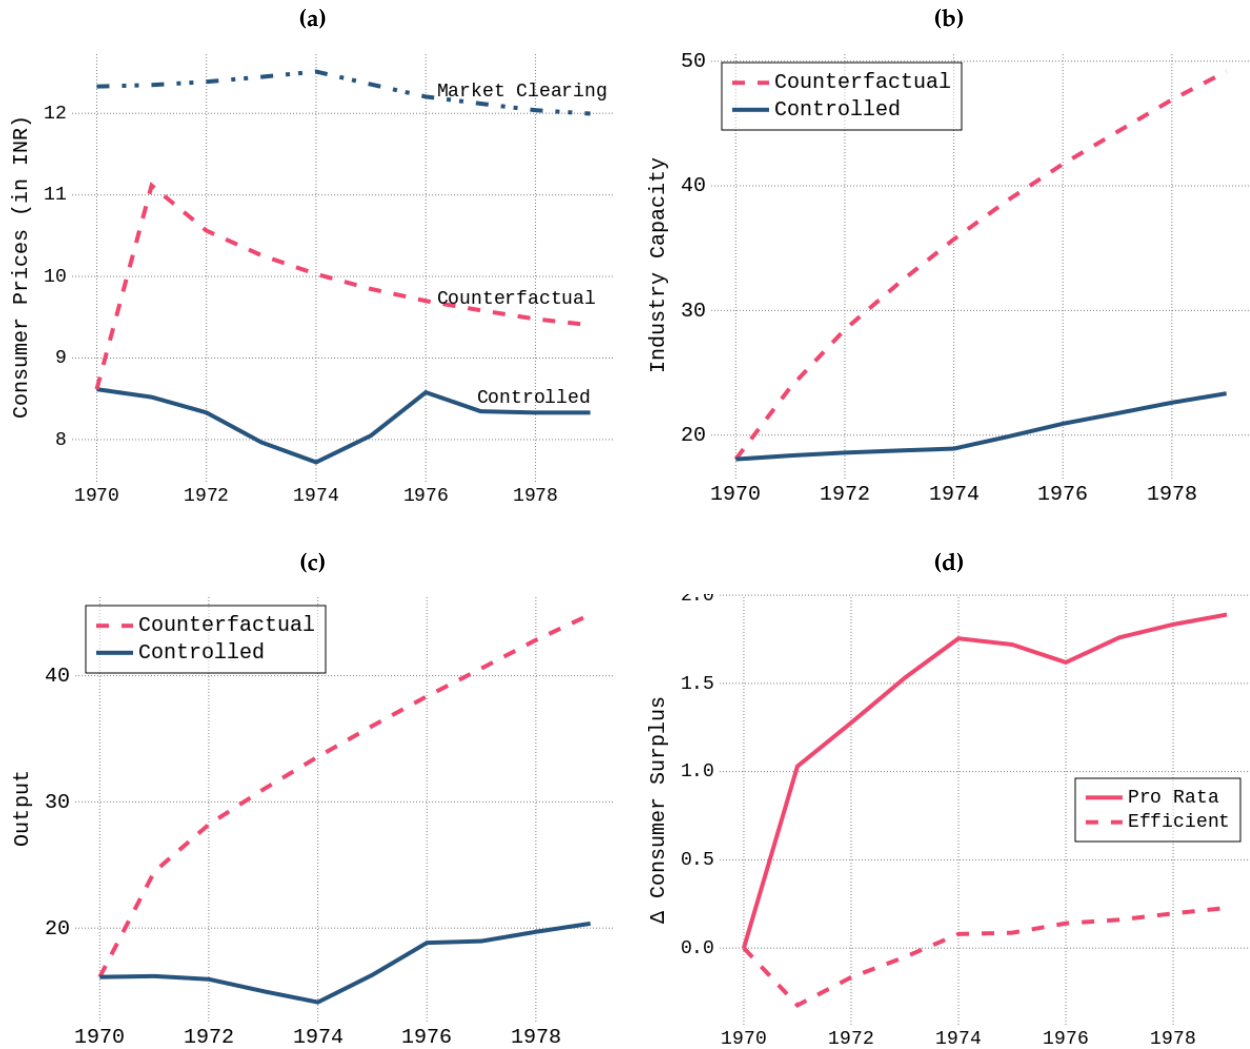 (a)
Consumer Prices (in INR)
12
11
10
9
8
Market Clearing
Counterfactual
Controlled
1970 1972 1974 1976 1978
(b)
Industry Capacity
50
40
30
20
Counterfactual
Controlled
1970 1972 1974 1976 1978
(c)
Output
40
30
20
Counterfactual
Controlled
1970 1972 1974 1976 1978
(d)
Δ Consumer Surplus
2.0
1.5
1.0
0.5
0.0
Pro Rata
Efficient
1970 1972 1974 1976 1978